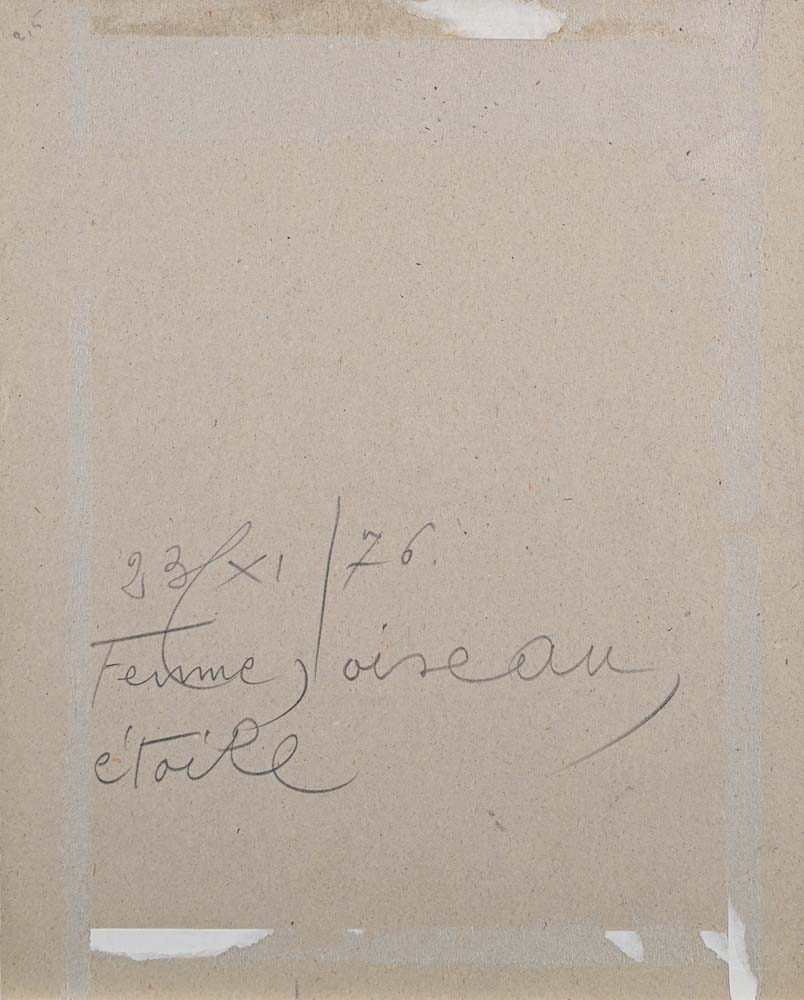 23/XI/76.
Femme, oiseau,
étoile